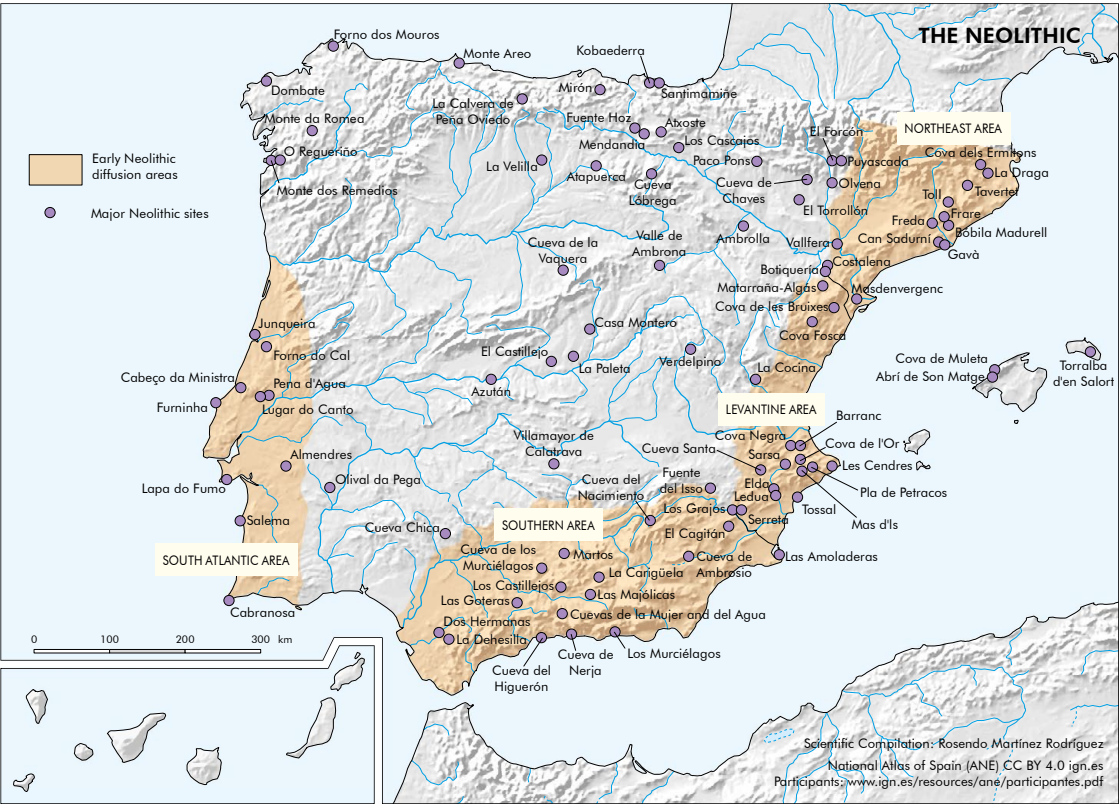 THE NEOLITHIC
Early Neolithic
diffusion areas
Major Neolithic sites
Forno dos Mouros
Monte Areo
Kobaederra
Dombate
Mirón
Santimamiñe
La Calvera de
Peña Oviedo
Monte da Romea
Fuente Hoz
Atxoste
Mendandia
Los Cascajos
El Forcón
NORTHEAST AREA
O Regueriño
La Velilla
Atapuerca
Paco Pons
Puyascada
Cova dels Ermitons
La Draga
Monte dos Remedios
Cueva
Lóbrega
Cueva de
Chaves
Olvena
Tavertet
Toll
El Torrollón
Freda
Frare
Bòbila Madurell
Ambrolla
Vallfera
Can Sadurní
Gavà
Cueva de la
Vaquera
Valle de
Ambrona
Costalena
Botiquería
Matarraña-Algás
Masdenvergenc
Cova de les Bruixes
Cova Fosca
Junqueira
Forno do Cal
Casa Montero
El Castillejo
La Paleta
Verdelpino
La Cocina
Cova de Muleta
Abrí de Son Matge
Torralba
d'en Salort
Cabeço da Ministra
Pena d'Agua
Azután
Furninha
Lugar do Canto
LEVANTINE AREA
Barranc
Villamayor de
Calatrava
Cova Negra
Cova de l'Or
Cueva Santa
Sarsa
Les Cendres
Almendres
Lapa do Fumo
Olival da Pega
Cueva del
Nacimiento
Fuente
del Isso
Elda
Ledua
Pla de Petracos
Tossal
Los Grajos
Serreta
Mas d'Is
Salema
Cueva Chica
SOUTHERN AREA
El Cagitán
SOUTH ATLANTIC AREA
Cueva de los
Murciélagos
Martos
Cueva de
Ambrosio
Las Amoladeras
La Carigüela
Los Castillejos
Las Majólicas
Las Goteras
Cabranosa
Cuevas de la Mujer and del Agua
Dos Hermanas
La Dehesilla
Cueva del
Higuerón
Cueva de
Nerja
Los Murciélagos
0 100 200 300 km
Scientific Compilation: Rosendo Martínez Rodríguez
National Atlas of Spain (ANE) CC BY 4.0 ign.es
Participants: www.ign.es/resources/ane/participantes.pdf